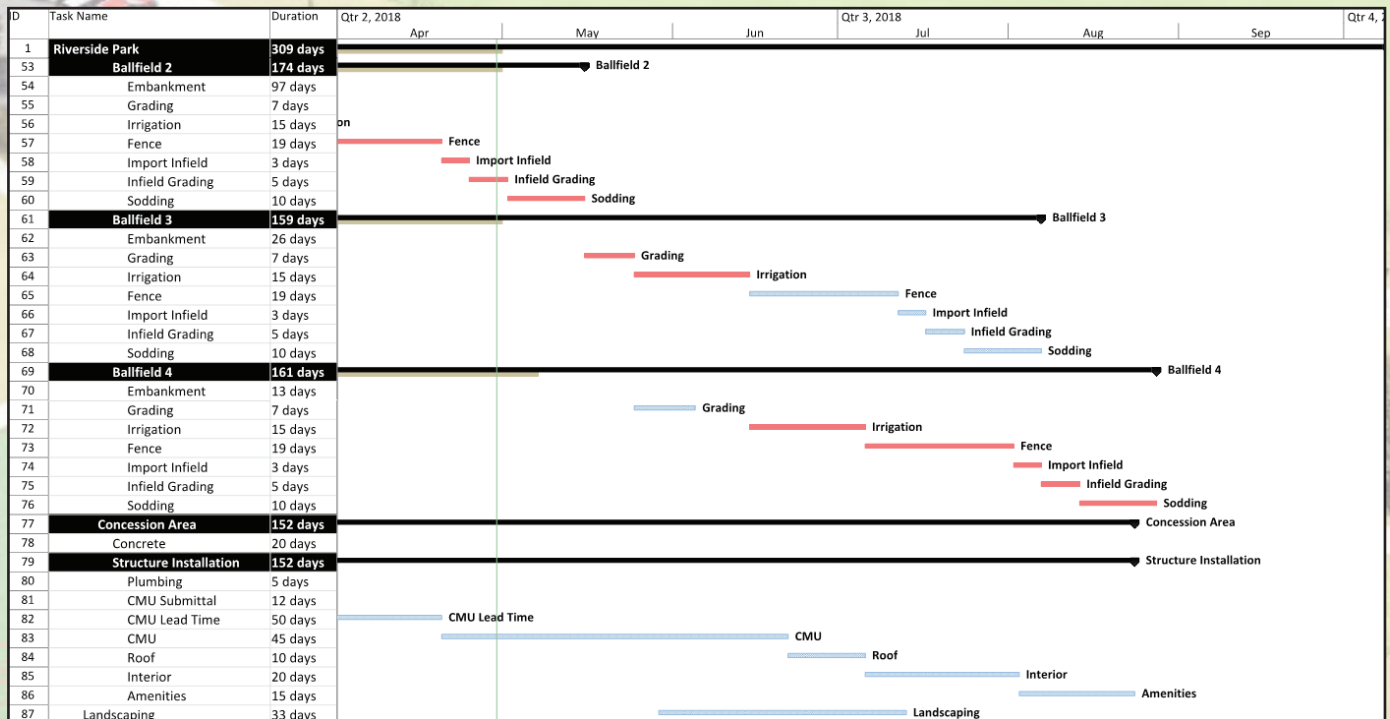 ID Task Name Duration Qtr 2, 2018 Qtr 3, 2018 Qtr 4, 2
Apr May Jun Jul Aug Sep
1 Riverside Park 309 days
53 Ballfield 2 174 days Ballfield 2
54 Embankment 97 days
55 Grading 7 days
56 Irrigation 15 days on
57 Fence 19 days Fence
58 Import Infield 3 days Import Infield
59 Infield Grading 5 days Infield Grading
60 Sodding 10 days Sodding
61 Ballfield 3 159 days Ballfield 3
62 Embankment 26 days
63 Grading 7 days Grading
64 Irrigation 15 days Irrigation
65 Fence 19 days Fence
66 Import Infield 3 days Import Infield
67 Infield Grading 5 days Infield Grading
68 Sodding 10 days Sodding
69 Ballfield 4 161 days Ballfield 4
70 Embankment 13 days
71 Grading 7 days Grading
72 Irrigation 15 days Irrigation
73 Fence 19 days Fence
74 Import Infield 3 days Import Infield
75 Infield Grading 5 days Infield Grading
76 Sodding 10 days Sodding
77 Concession Area 152 days Concession Area
78 Concrete 20 days
79 Structure Installation 152 days Structure Installation
80 Plumbing 5 days
81 CMU Submittal 12 days
82 CMU Lead Time 50 days CMU Lead Time
83 CMU 45 days CMU
84 Roof 10 days Roof
85 Interior 20 days Interior
86 Amenities 15 days Amenities
87 Landscaping 33 days Landscaping